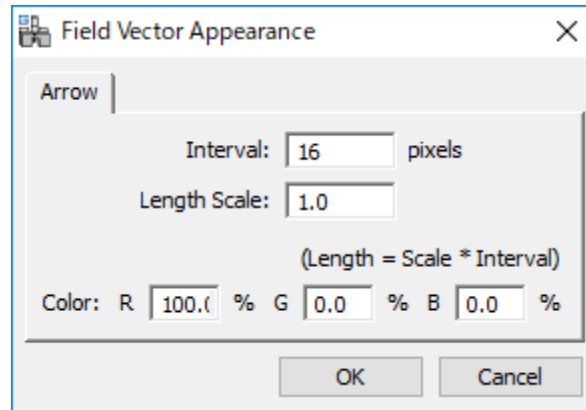 Field Vector Appearance
Arrow
Interval: 16 pixels
Length Scale: 1.0
(Length = Scale * Interval)
Color: R 100.( % G 0.0 % B 0.0 %
OK Cancel